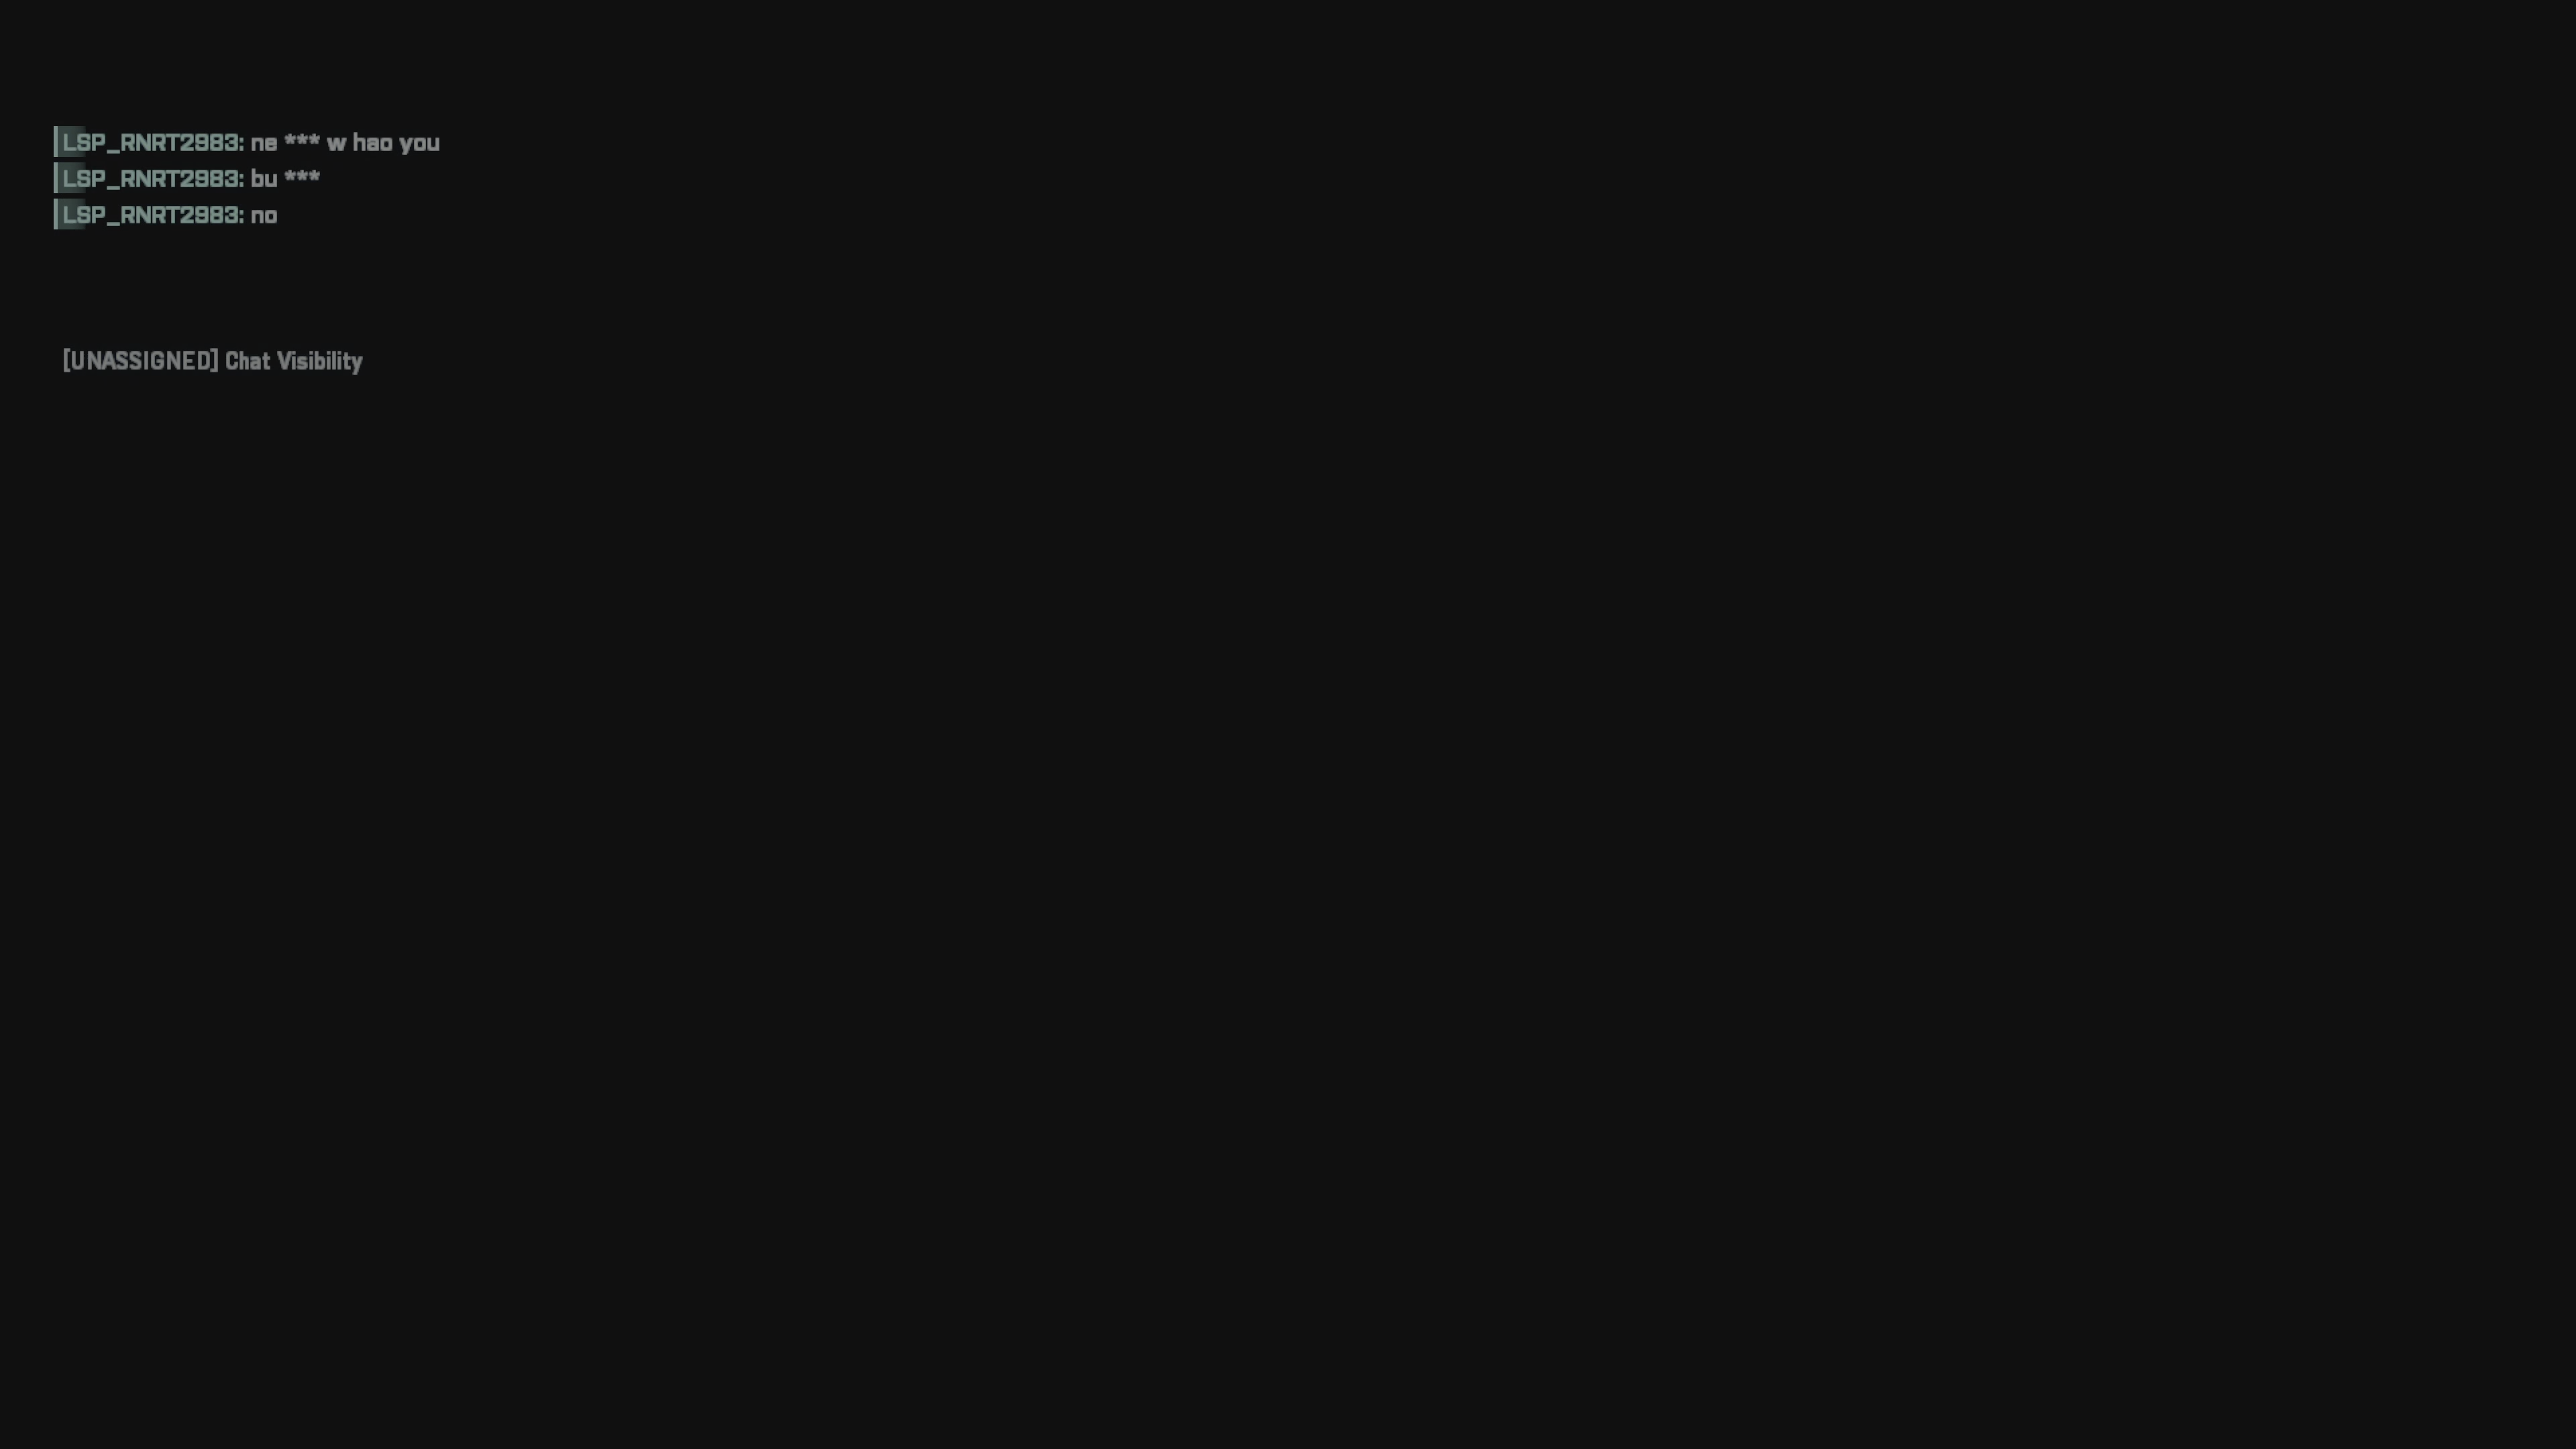 LSP_RNRT2983: ne *** w hao you
LSP_RNRT2983: bu ***
LSP_RNRT2983: no
[UNASSIGNED] Chat Visibility